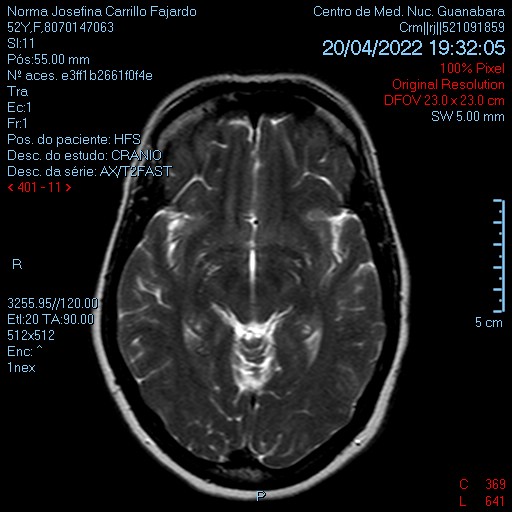 Norma Josefina Carrillo Fajardo
52Y,F,8070147063
Sl:11
Pós:55.00 mm
Nº aces. e3ff1b2661f0f4e
Tra
Ec:1
Fr:1
Pos. do paciente: HFS
Desc. do estudo: CRANIO
Desc. da série: AX/T2FAST
< 401 - 11 >
Centro de Med. Nuc. Guanabara
Crm||rj||521091859
20/04/2022 19:32:05
100% Pixel
Original Resolution
DFOV 23.0 x 23.0 cm
SW 5.00 mm
R
5 cm
3255.95//120.00
Etl:20 TA:90.00
512x512
Enc: ^
1nex
P
C 369
L 641